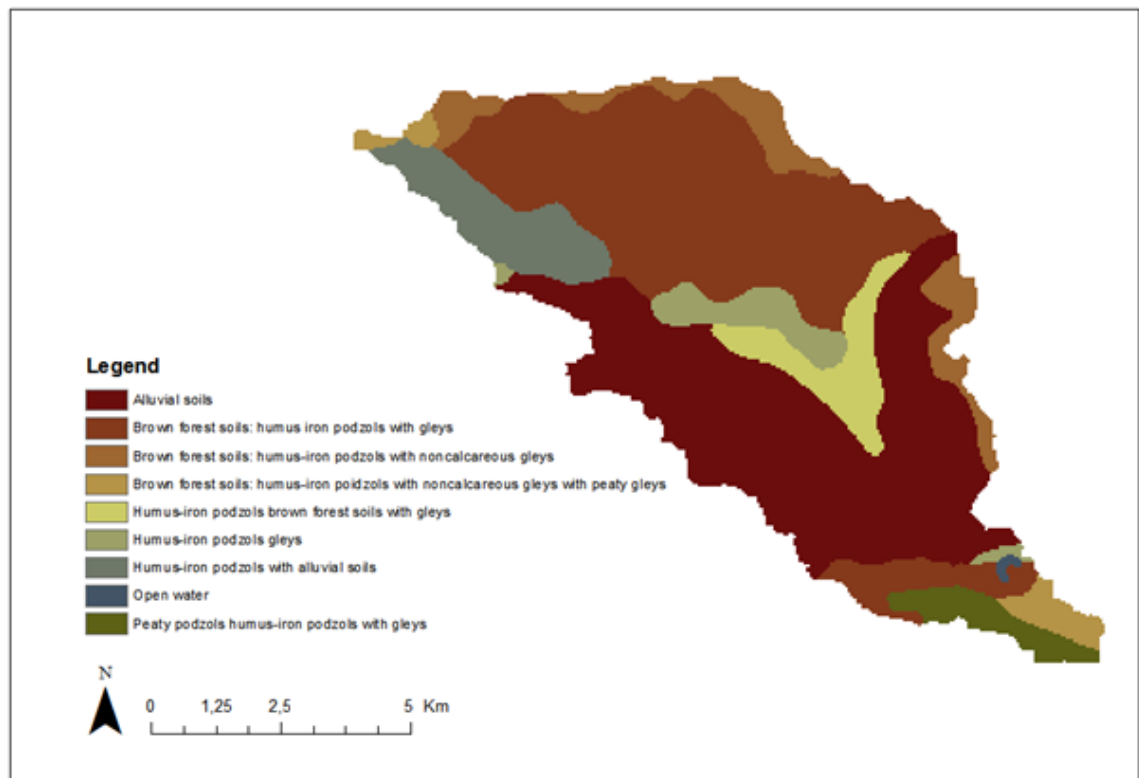 Legend
Alluvial soils
Brown forest soils: humus iron podzols with gleys
Brown forest soils: humus-iron podzols with noncalcareous gleys
Brown forest soils: humus-iron poidzols with noncalcareous gleys with peaty gleys
Humus-iron podzols brown forest soils with gleys
Humus-iron podzols gleys
Humus-iron podzols with alluvial soils
Open water
Peaty podzols humus-iron podzols with gleys
N
0 1,25 2,5 5 Km